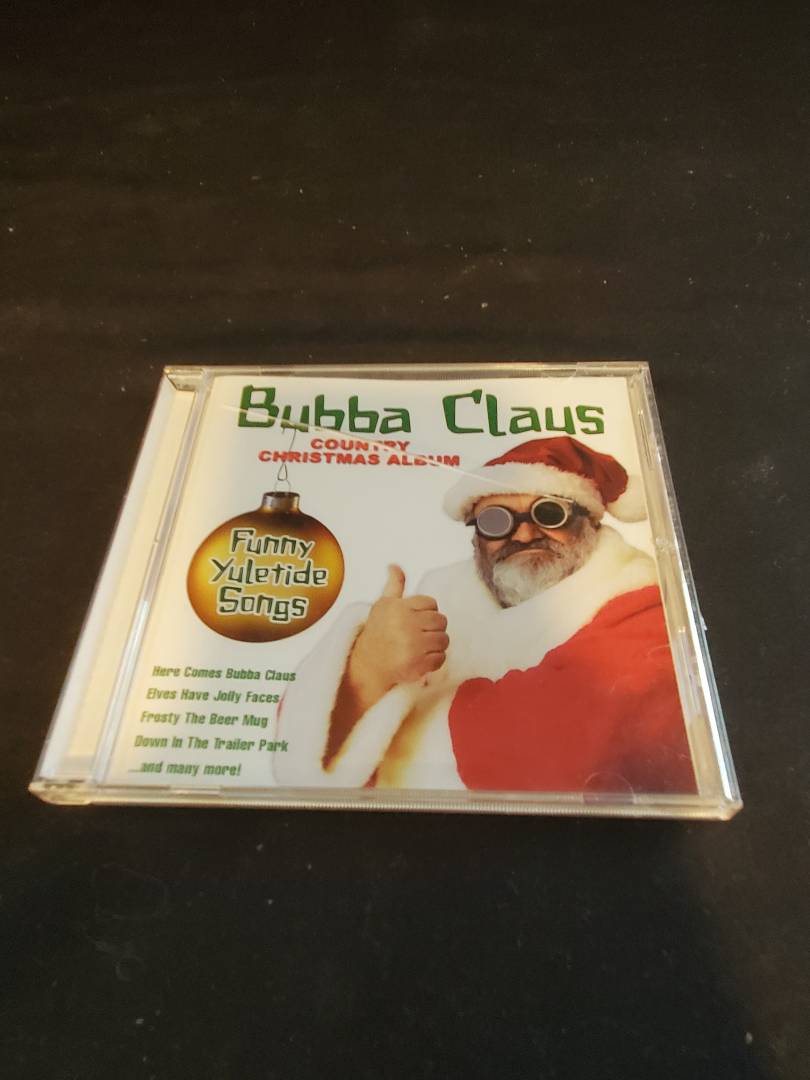 Bubba Claus
COUNTRY
CHRISTMAS ALBUM
Funny
Yuletide
Songs
Here Comes Bubba Claus
Elves Have Jolly Faces
Frosty The Beer Mug
Down In The Trailer Park
...and many more!